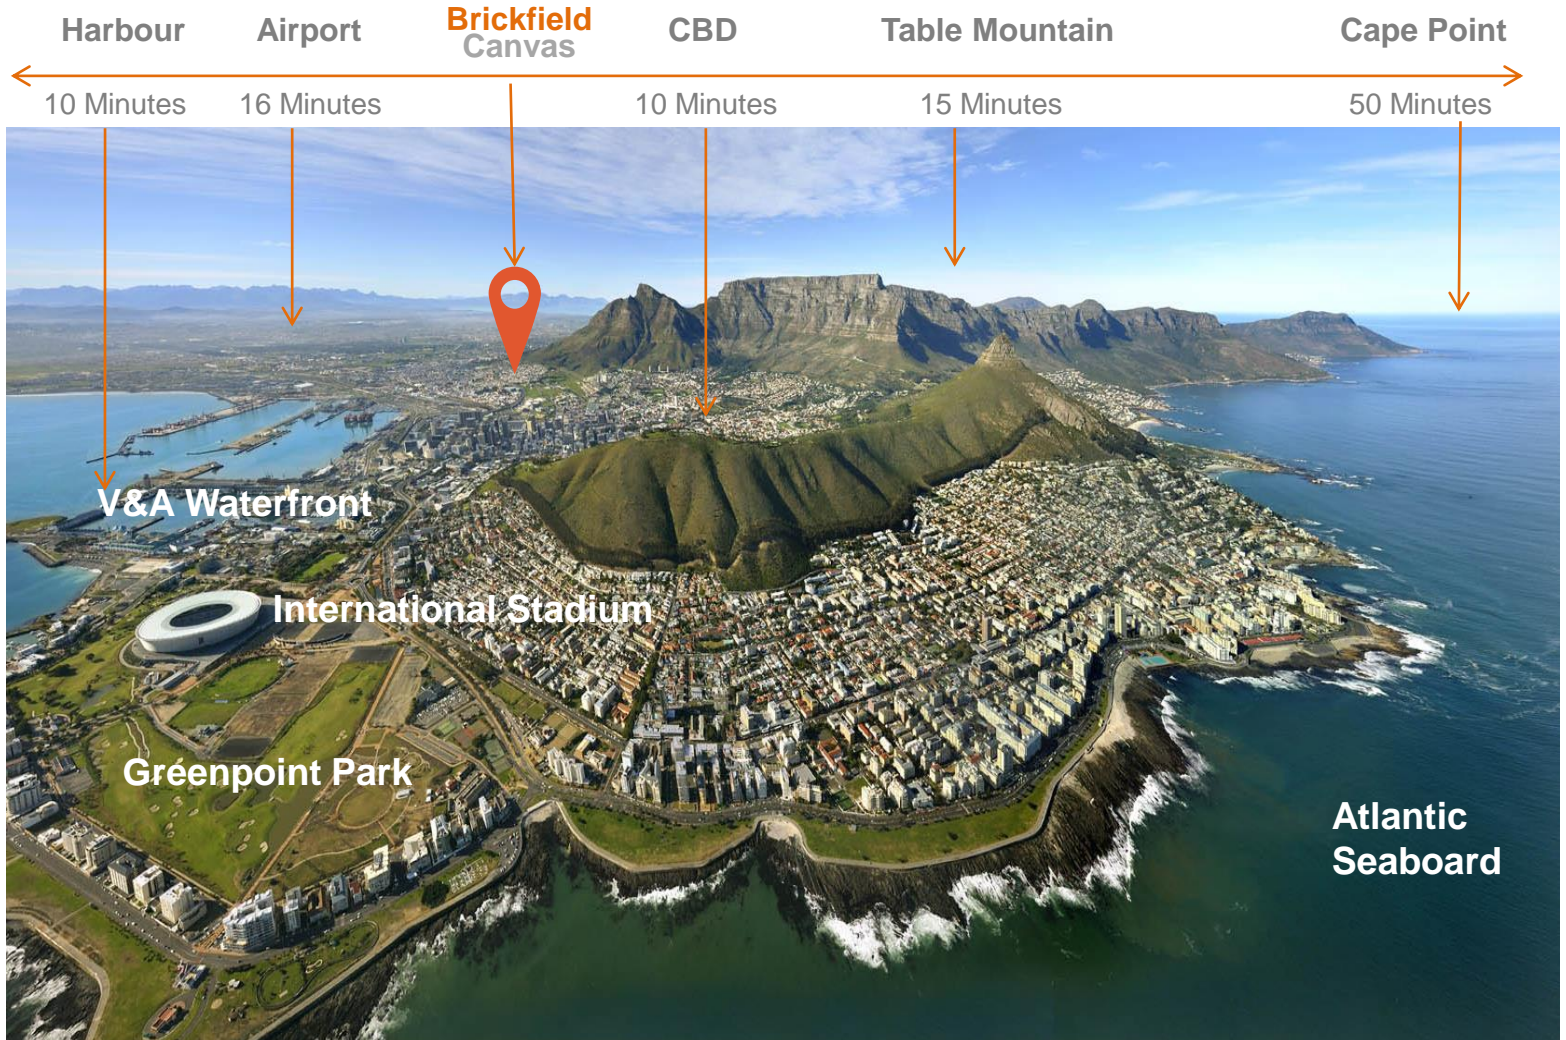 Harbour
Airport
Brickfield
Canvas
CBD
Table Mountain
Cape Point
10 Minutes
16 Minutes
10 Minutes
15 Minutes
50 Minutes
V&A Waterfront
International Stadium
Greenpoint Park
Atlantic
Seaboard